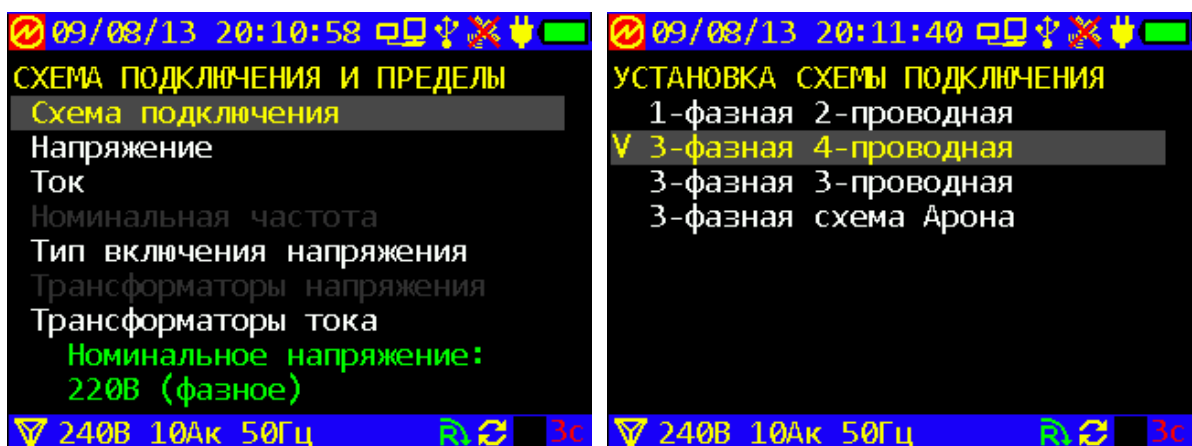 09/08/13 20:10:58
СХЕМА ПОДКЛЮЧЕНИЯ И ПРЕДЕЛЫ
Схема подключения
Напряжение
Ток
Номинальная частота
Тип включения напряжения
Трансформаторы напряжения
Трансформаторы тока
Номинальное напряжение:
220В (фазное)
240В 10Ак 50Гц R 3с
09/08/13 20:11:40
УСТАНОВКА СХЕМЫ ПОДКЛЮЧЕНИЯ
1-фазная 2-проводная
V 3-фазная 4-проводная
3-фазная 3-проводная
3-фазная схема Арона
240В 10Ак 50Гц R 3с